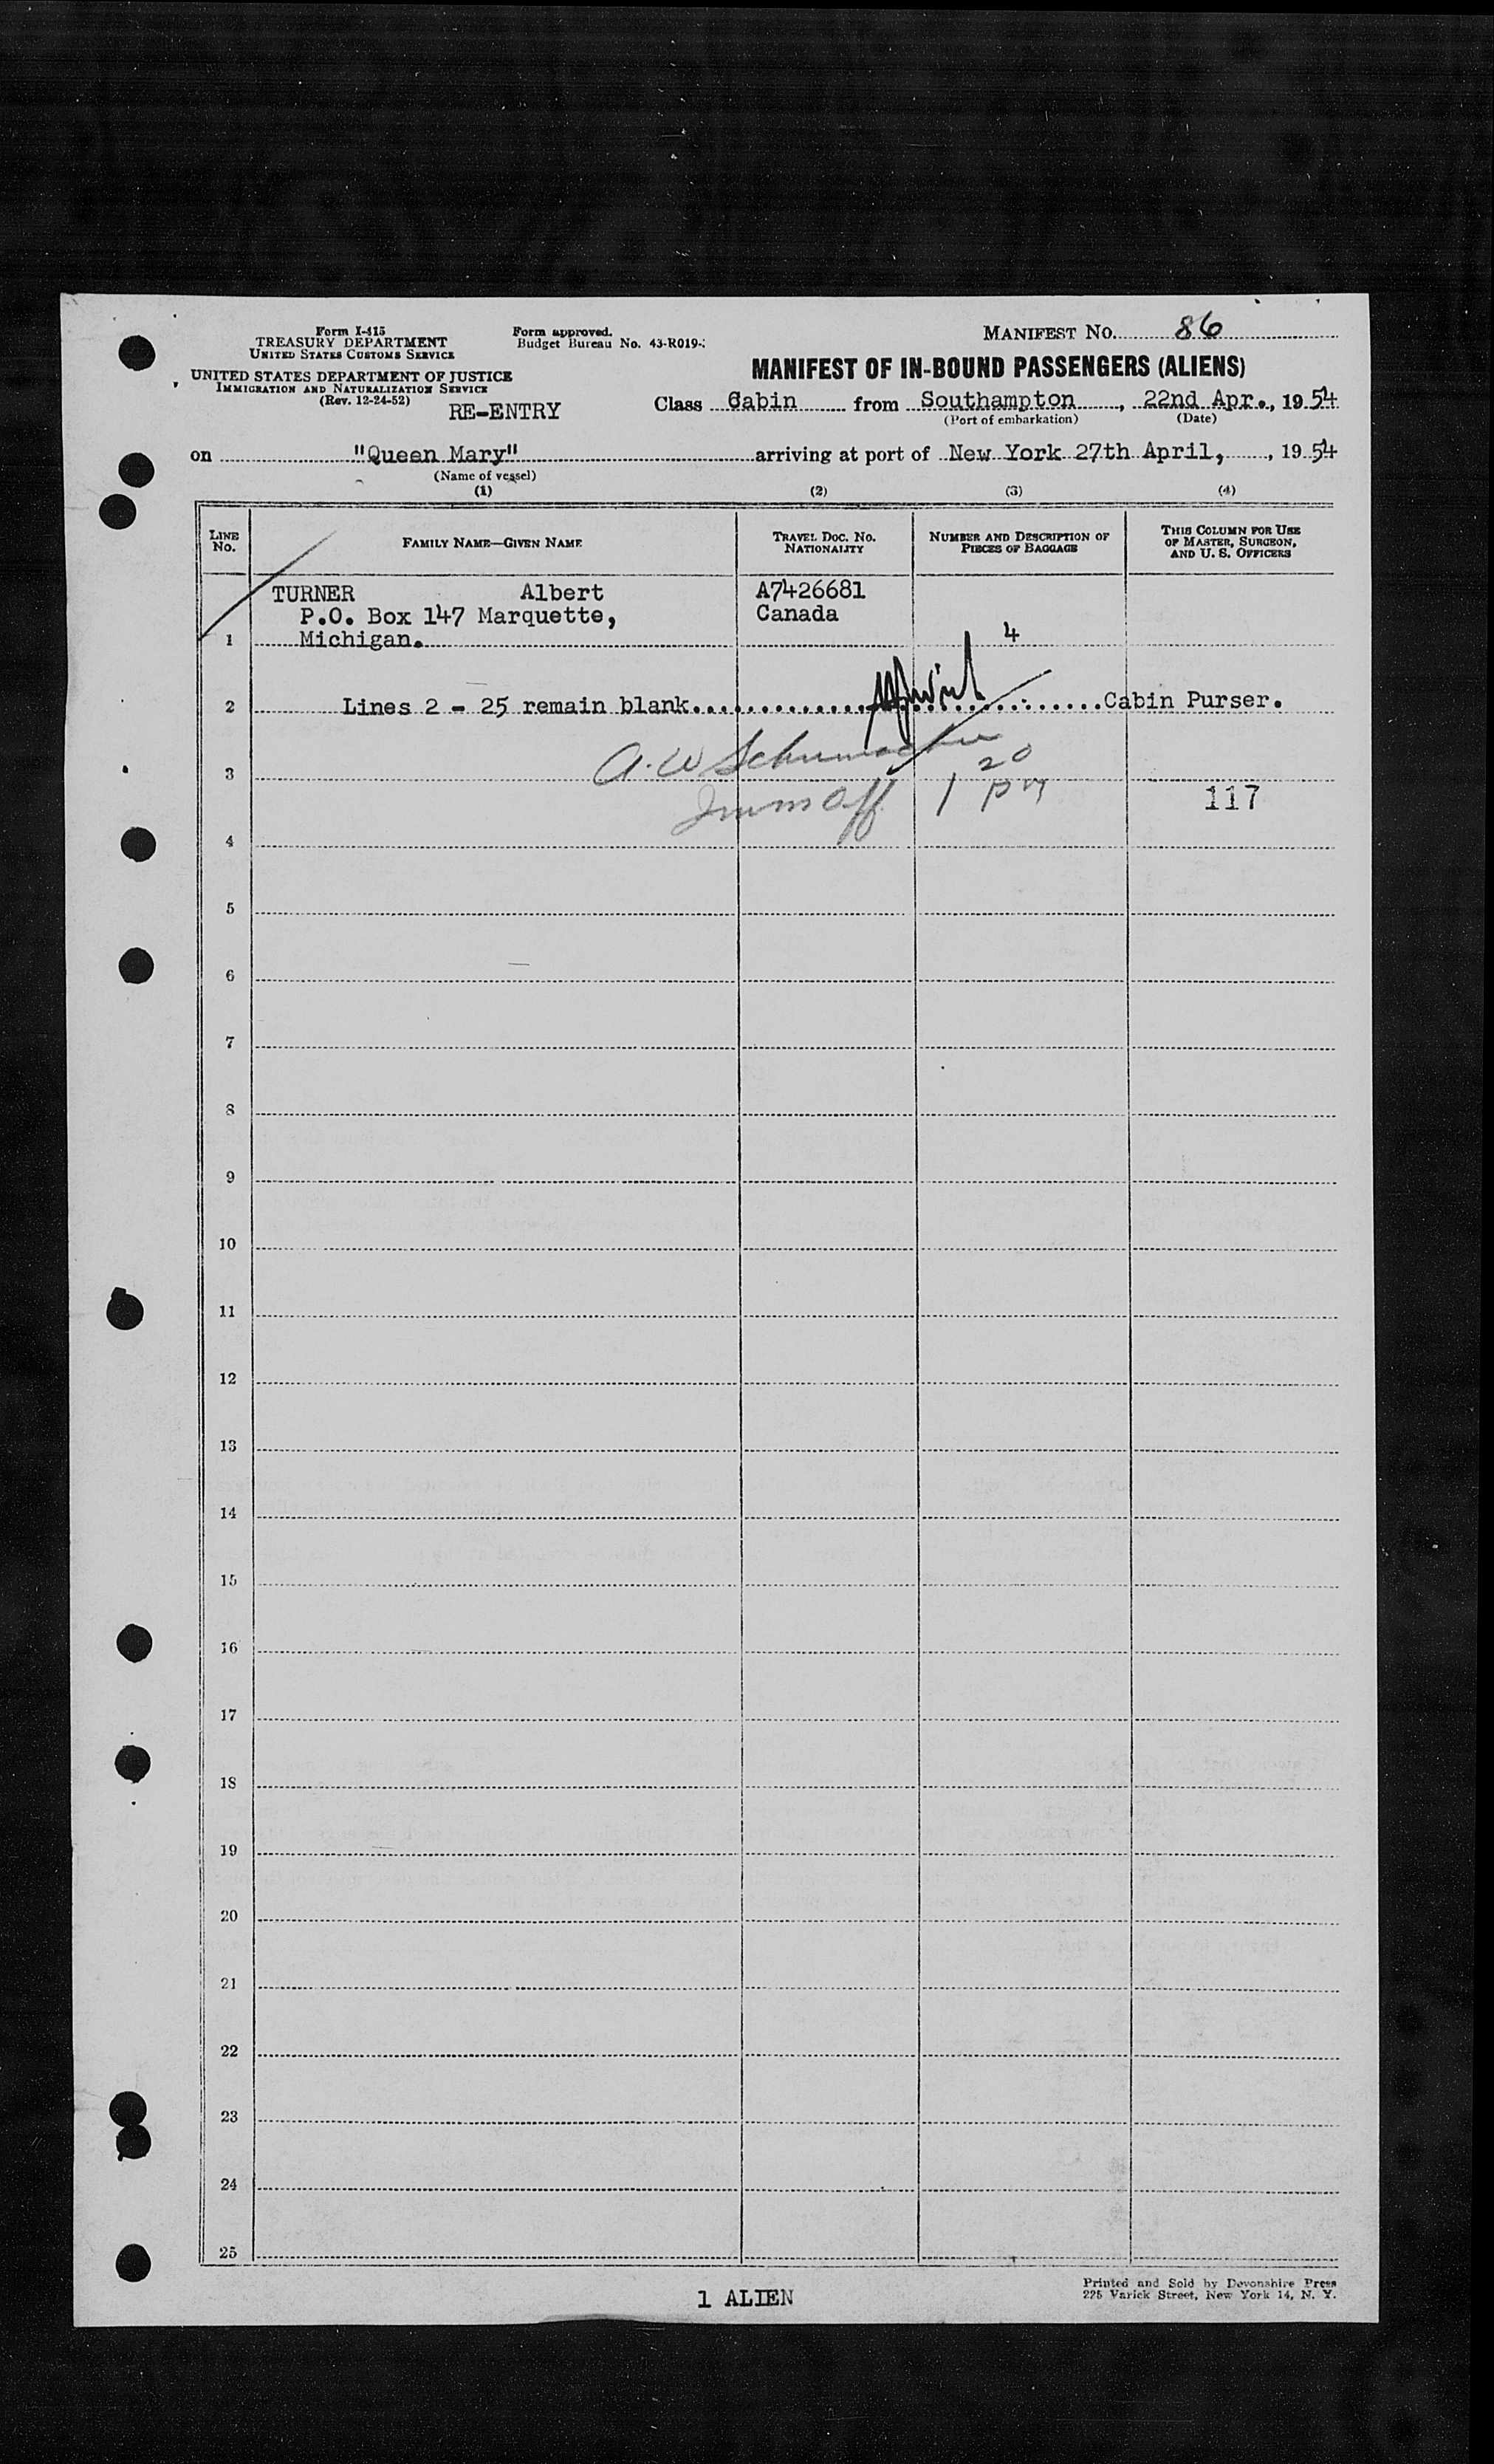 Form I-415
TREASURY DEPARTMENT
UNITED STATES CUSTOMS SERVICE
UNITED STATES DEPARTMENT OF JUSTICE
IMMIGRATION AND NATURALIZATION SERVICE
(Rev. 12-24-52)
RE-ENTRY
Form approved.
Budget Bureau No. 43-R019-
MANIFEST NO. 86
MANIFEST OF IN-BOUND PASSENGERS (ALIENS)
Class Cabin from Southampton, 22nd Apr., 1954
(Port of embarkation) (Date)
on "Queen Mary" arriving at port of New York 27th April, , 1954
(Name of vessel)
(1) (2) (3) (4)
LINE NO.
FAMILY NAME—GIVEN NAME
TRAVEL DOC. NO. NATIONALITY
NUMBER AND DESCRIPTION OF PIECES OF BAGGAGE
THIS COLUMN FOR USE OF MASTER, SURGEON, AND U. S. OFFICERS
TURNER Albert A7426681
P.O. Box 147 Marquette, Canada
1 Michigan. 4
2 Lines 2 - 25 remain blank. Cabin Purser.
A. W Schumacher
3
Imm Off 1 20 pm 117
4
5
6
7
8
9
10
11
12
13
14
15
16
17
18
19
20
21
22
23
24
25
1 ALIEN
Printed and Sold by Devonshire Press
225 Varick Street, New York 14, N. Y.